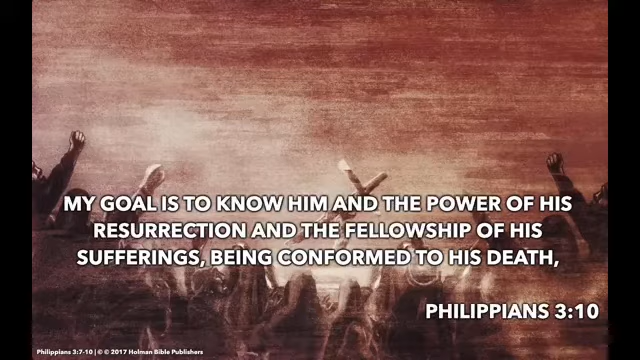 MY GOAL IS TO KNOW HIM AND THE POWER OF HIS
RESURRECTION AND THE FELLOWSHIP OF HIS
SUFFERINGS, BEING CONFORMED TO HIS DEATH,
PHILIPPIANS 3:10
Philippians 3:7-10 | © © 2017 Holman Bible Publishers